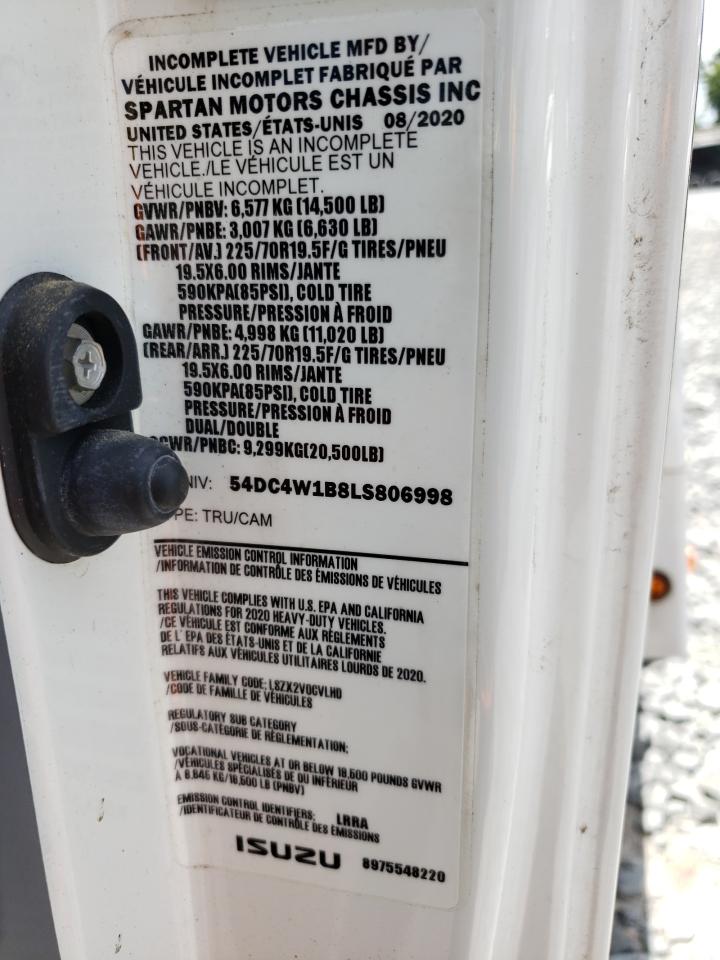 INCOMPLETE VEHICLE MFD BY/
VÉHICULE INCOMPLET FABRIQUÉ PAR
SPARTAN MOTORS CHASSIS INC
UNITED STATES/ÉTATS-UNIS 08/2020
THIS VEHICLE IS AN INCOMPLETE
VEHICLE./LE VÉHICULE EST UN
VÉHICULE INCOMPLET.
GVWR/PNBV: 6,577 KG (14,500 LB)
GAWR/PNBE: 3,007 KG (6,630 LB)
(FRONT/AV.) 225/70R19.5F/G TIRES/PNEU
19.5X6.00 RIMS/JANTE
590KPA(85PSI), COLD TIRE
PRESSURE/PRESSION À FROID
GAWR/PNBE: 4,998 KG (11,020 LB)
(REAR/ARR.) 225/70R19.5F/G TIRES/PNEU
19.5X6.00 RIMS/JANTE
590KPA(85PSI), COLD TIRE
PRESSURE/PRESSION À FROID
DUAL/DOUBLE
CWR/PNBC: 9,299KG(20,500LB)
NIV: 54DC4W1B8LS806998
PE: TRU/CAM
VEHICLE EMISSION CONTROL INFORMATION
/INFORMATION DE CONTRÔLE DES ÉMISSIONS DE VÉHICULES
THIS VEHICLE COMPLIES WITH U.S. EPA AND CALIFORNIA
REGULATIONS FOR 2020 HEAVY-DUTY VEHICLES.
/CE VÉHICULE EST CONFORME AUX RÈGLEMENTS
DE L' EPA DES ÉTATS-UNIS ET DE LA CALIFORNIE
RELATIFS AUX VÉHICULES UTILITAIRES LOURDS DE 2020.
VEHICLE FAMILY CODE: LSZX2VOCVLHD
/CODE DE FAMILLE DE VÉHICULES
REGULATORY SUB CATEGORY
/SOUS-CATÉGORIE DE RÉGLEMENTATION:
VOCATIONAL VEHICLES AT OR BELOW 19,500 POUNDS GVWR
/VÉHICULES SPÉCIALISÉS DE OU INFÉRIEUR
À 8,845 KG/19,500 LB (PNBV)
EMISSION CONTROL IDENTIFIERS: LRRA
/IDENTIFICATEUR DE CONTRÔLE DES ÉMISSIONS
ISUZU 8975548220